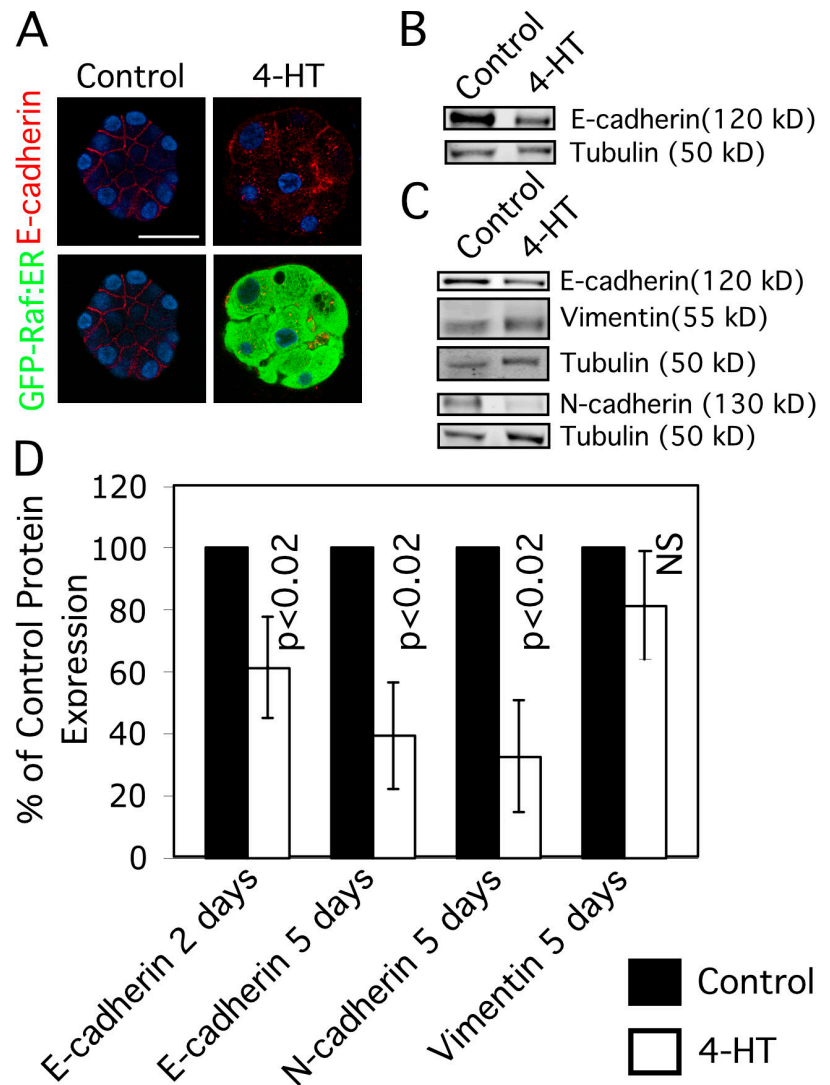 A
Control 4-HT
GFP-Raf:ER E-cadherin
B
Control
4-HT
E-cadherin(120 kD)
Tubulin (50 kD)
C
Control
4-HT
E-cadherin(120 kD)
Vimentin(55 kD)
Tubulin (50 kD)
N-cadherin (130 kD)
Tubulin (50 kD)
D
% of Control Protein
Expression
120
100
80
60
40
20
0
p<0.02
p<0.02
p<0.02
NS
E-cadherin 2 days
E-cadherin 5 days
N-cadherin 5 days
Vimentin 5 days
Control
4-HT